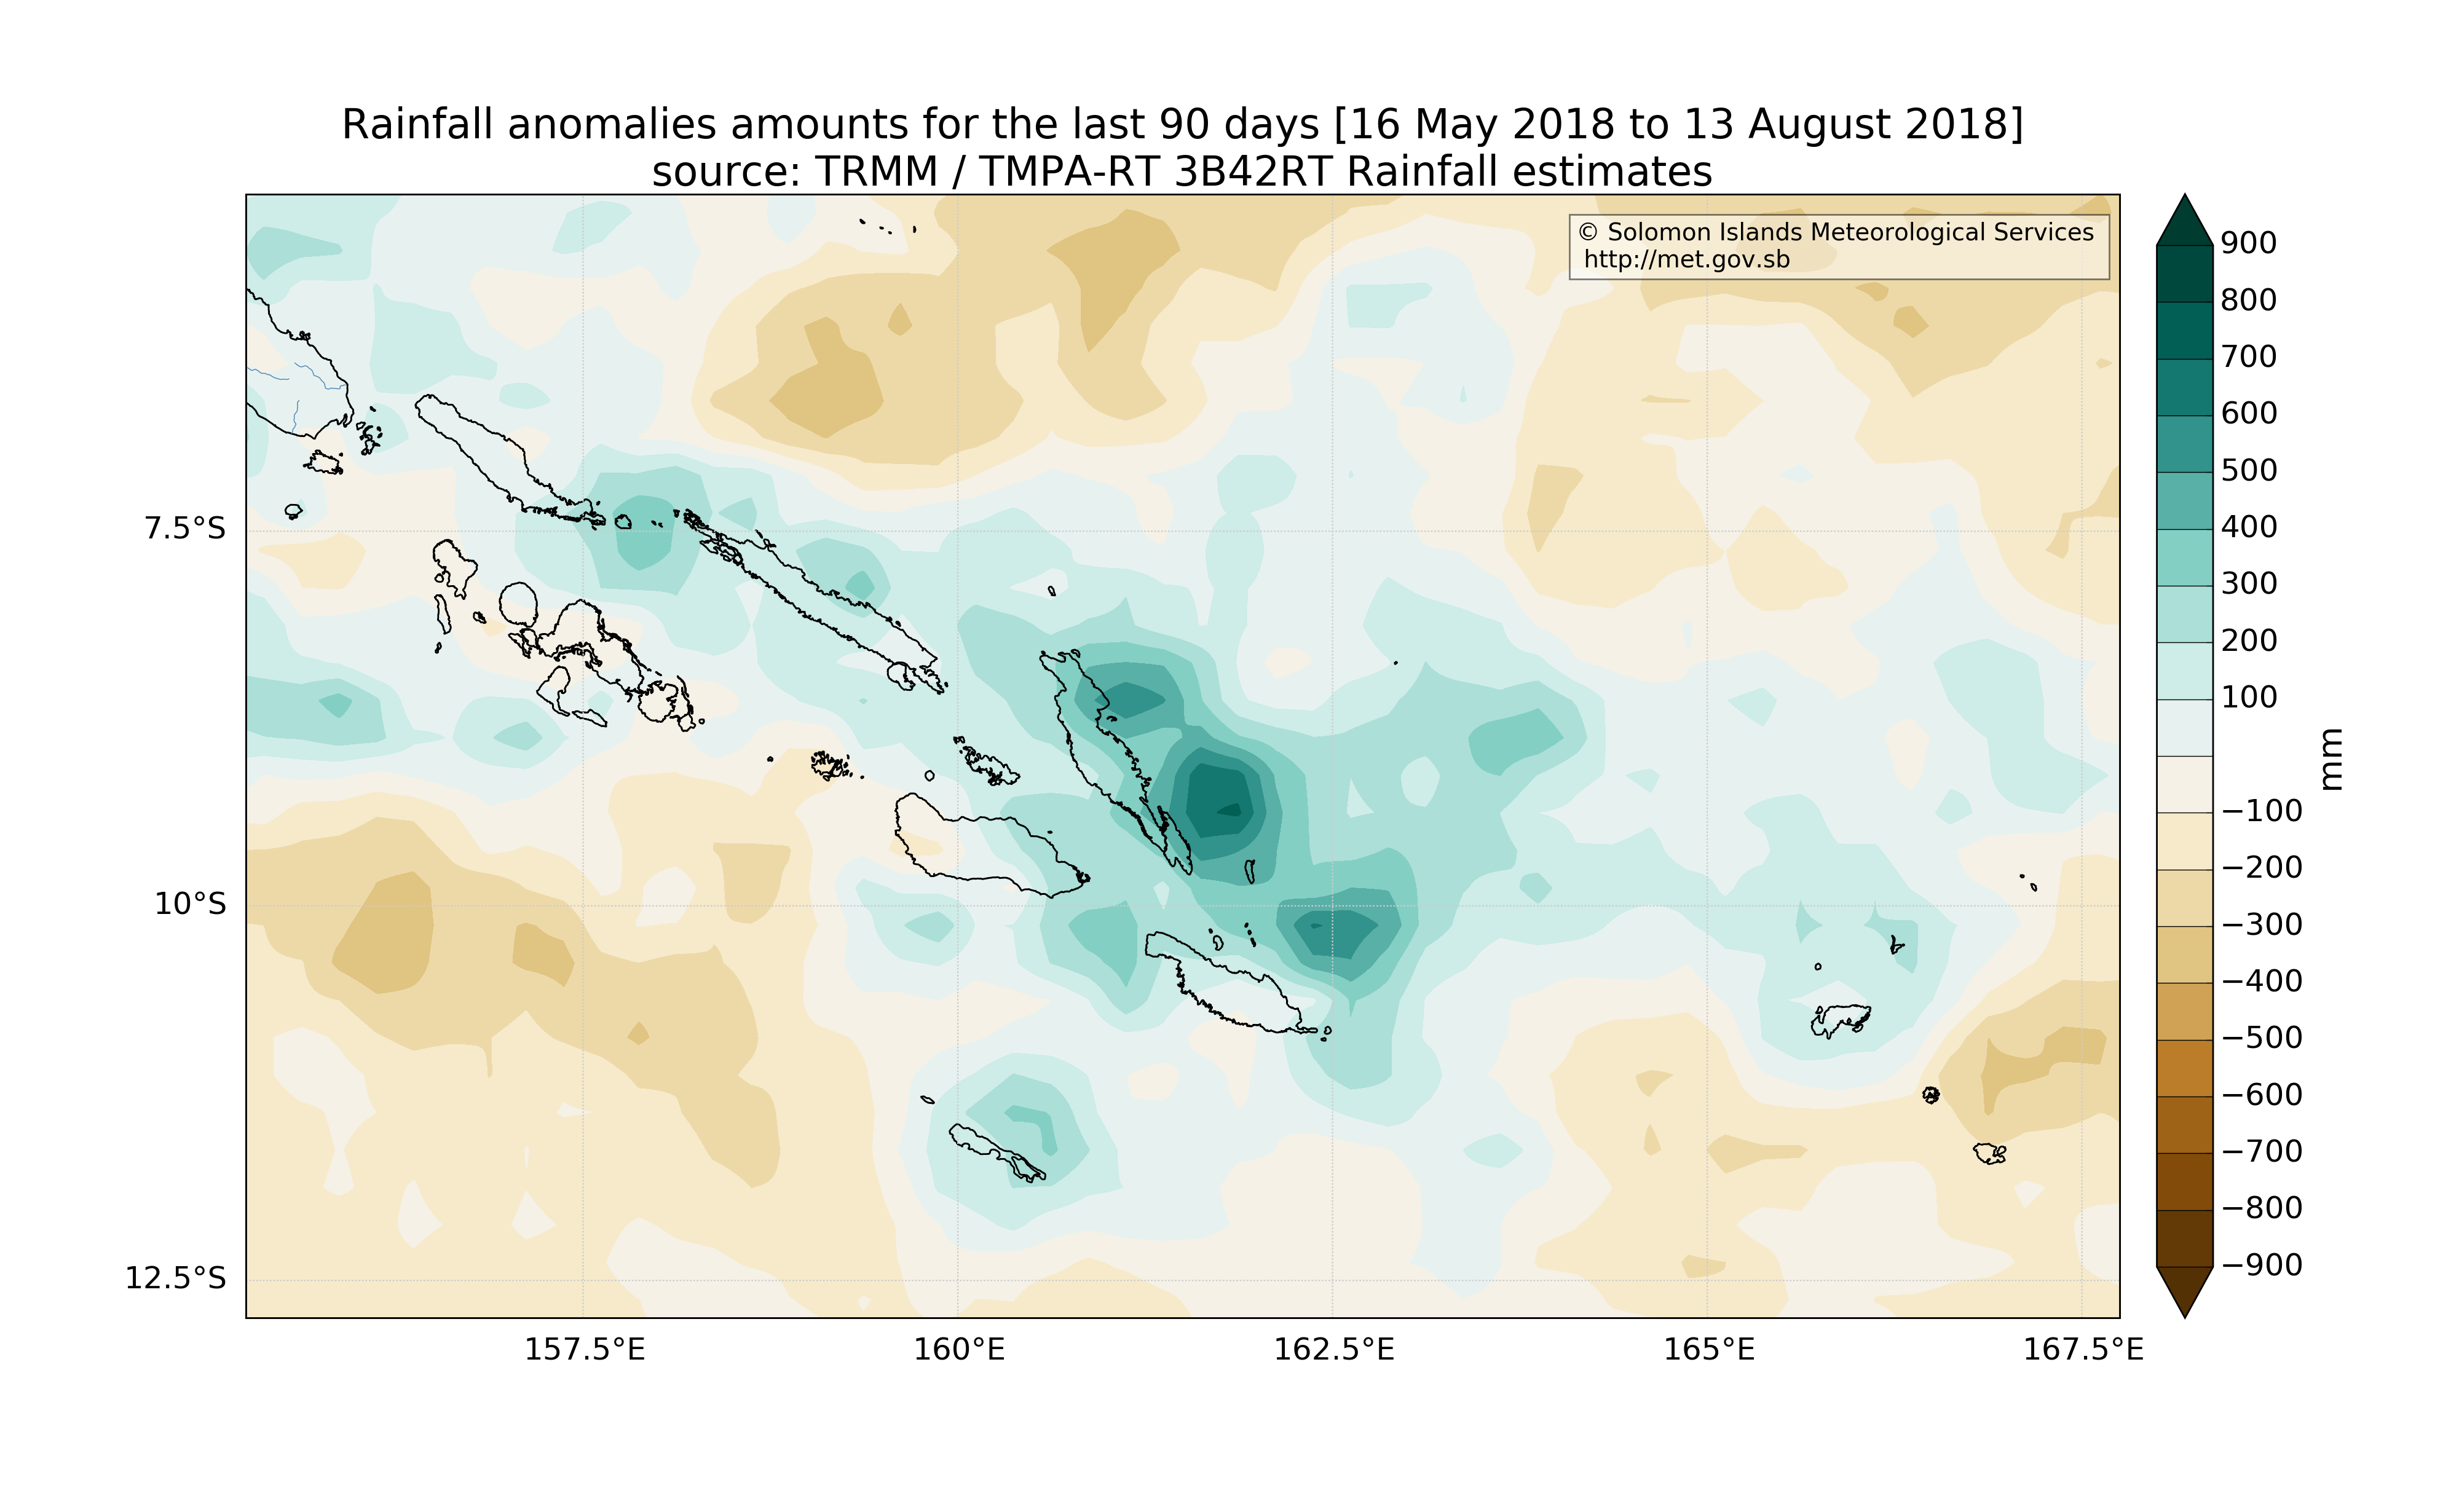 Rainfall anomalies amounts for the last 90 days [16 May 2018 to 13 August 2018]
source: TRMM / TMPA-RT 3B42RT Rainfall estimates
© Solomon Islands Meteorological Services
http://met.gov.sb
7.5°S
10°S
12.5°S
157.5°E
160°E
162.5°E
165°E
167.5°E
900
800
700
600
500
400
300
200
100
−100
−200
−300
−400
−500
−600
−700
−800
−900
mm